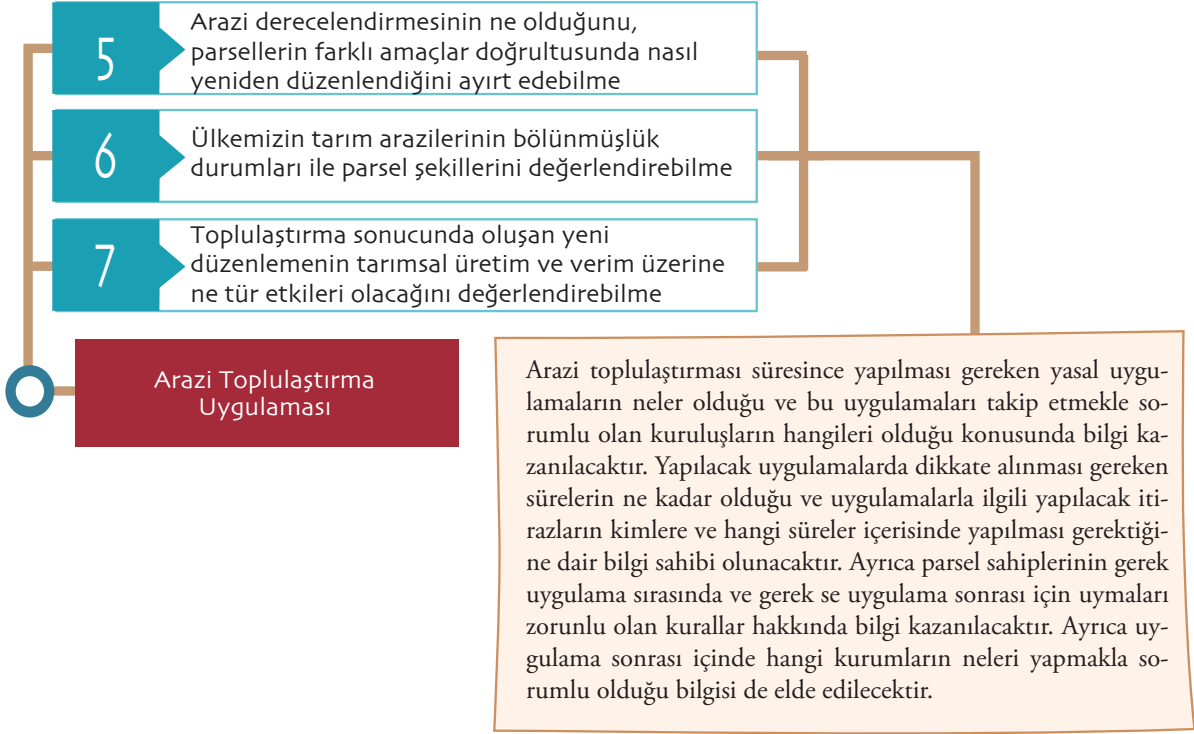 5
Arazi derecelendirmesinin ne olduğunu,
parsellerin farklı amaçlar doğrultusunda nasıl
yeniden düzenlendiğini ayırt edebilme
6
Ülkemizin tarım arazilerinin bölünmüşlük
durumları ile parsel şekillerini değerlendirebilme
7
Toplulaştırma sonucunda oluşan yeni
düzenlemenin tarımsal üretim ve verim üzerine
ne tür etkileri olacağını değerlendirebilme
Arazi Toplulaştırma
Uygulaması
Arazi toplulaştırması süresince yapılması gereken yasal uygu-
lamaların neler olduğu ve bu uygulamaları takip etmekle so-
rumlu olan kuruluşların hangileri olduğu konusunda bilgi ka-
zanılacaktır. Yapılacak uygulamalarda dikkate alınması gereken
sürelerin ne kadar olduğu ve uygulamalarla ilgili yapılacak iti-
razların kimlere ve hangi süreler içerisinde yapılması gerektiği-
ne dair bilgi sahibi olunacaktır. Ayrıca parsel sahiplerinin gerek
uygulama sırasında ve gerek se uygulama sonrası için uymaları
zorunlu olan kurallar hakkında bilgi kazanılacaktır. Ayrıca uy-
gulama sonrası içinde hangi kurumların neleri yapmakla so-
rumlu olduğu bilgisi de elde edilecektir.